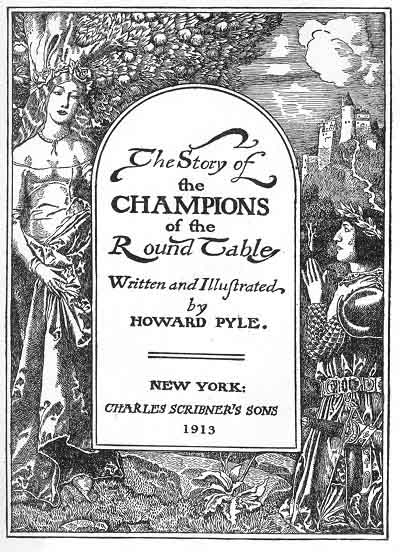 The Story of
the
CHAMPIONS
of the
Round Table
Written and Illustrated
by
HOWARD PYLE.
NEW YORK:
CHARLES SCRIBNER'S SONS
1913